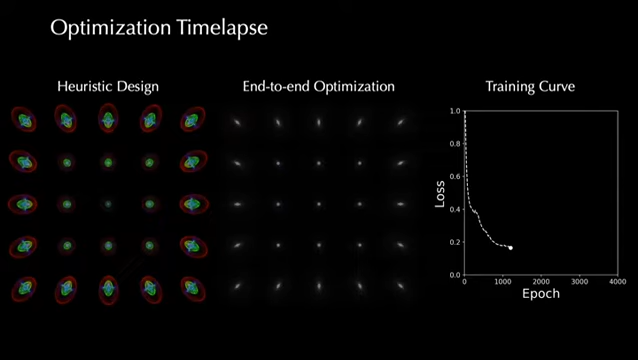 Optimization Timelapse
Heuristic Design
End-to-end Optimization
Training Curve
1.0
0.8
0.6
0.4
0.2
0.0
Loss
0
1000
2000
3000
4000
Epoch